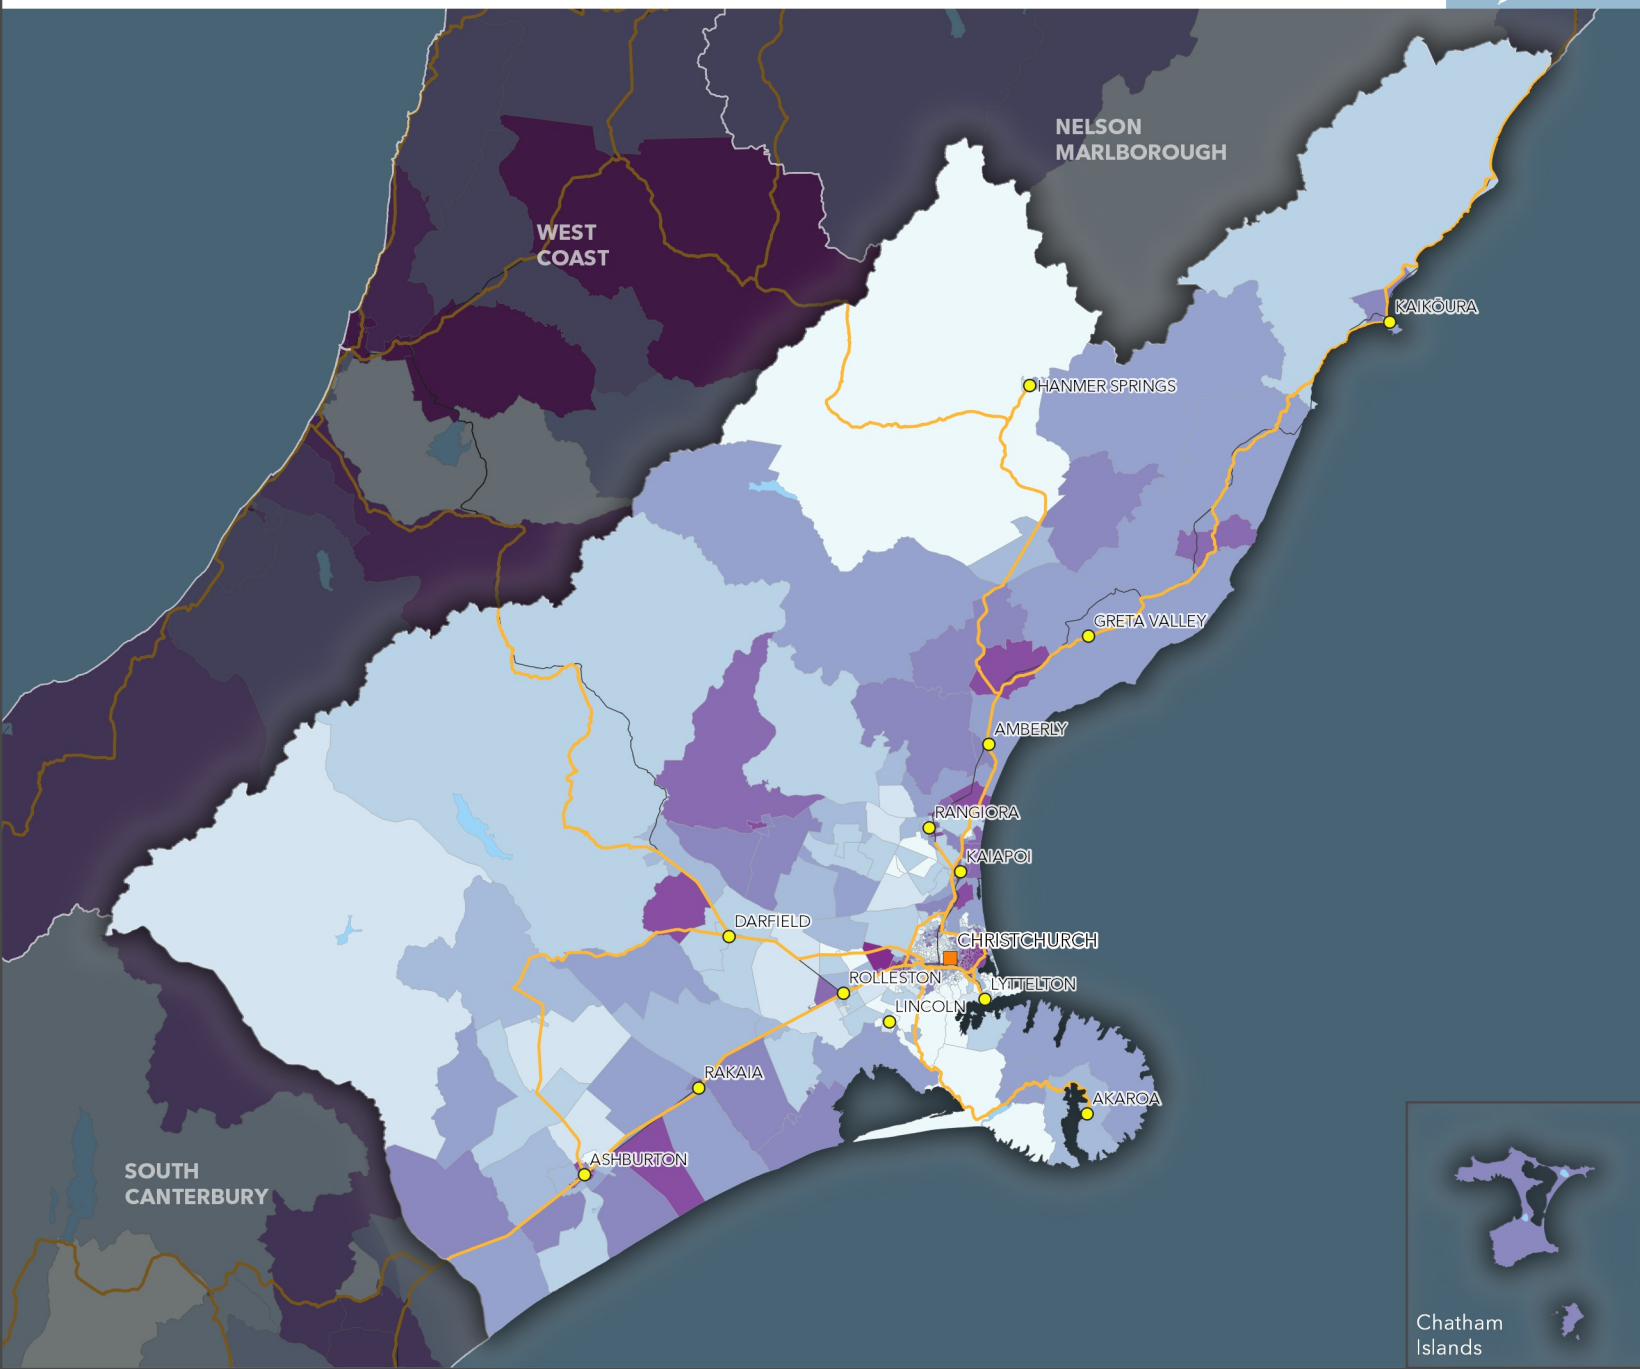 NELSON
MARLBOROUGH
WEST
COAST
KAIKŌURA
HANMER SPRINGS
GRETA VALLEY
AMBERLY
RANGIORA
KAIAPOI
DARFIELD
CHRISTCHURCH
ROLLESTON
LYTTELTON
LINCOLN
RAKAIA
AKAROA
ASHBURTON
SOUTH
CANTERBURY
Chatham
Islands